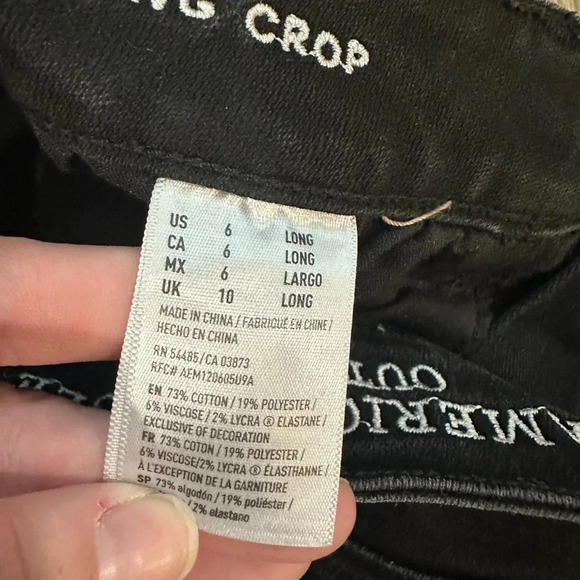 CROP
US 6 LONG
CA 6 LONG
MX 6 LARGO
UK 10 LONG
MADE IN CHINA / FABRIQUÉ EN CHINE /
HECHO EN CHINA
RN 54485/CA 03873
RFC# AEM120605U9A
EN 73% COTTON / 19% POLYESTER /
6% VISCOSE/2% LYCRA ® ELASTANE/
EXCLUSIVE OF DECORATION
FR 73% COTON / 19% POLYESTER /
6% VISCOSE/2% LYCRA ® ÉLASTHANNE/
À L'EXCEPTION DE LA GARNITURE
SP 73% algodón / 19% poliéster /
/ 2% elastano
AMERIC
OUT